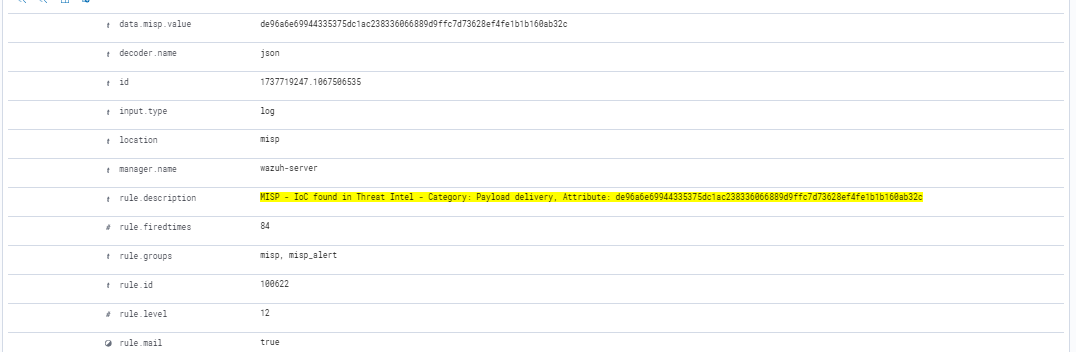 t data.misp.value de96a6e69944335375dc1ac238336066889d9ffc7d73628ef4fe1b1b160ab32c
t decoder.name json
t id 1737719247.1067506535
t input.type log
t location misp
t manager.name wazuh-server
t rule.description MISP - IoC found in Threat Intel - Category: Payload delivery, Attribute: de96a6e69944335375dc1ac238336066889d9ffc7d73628ef4fe1b1b160ab32c
# rule.firedtimes 84
t rule.groups misp, misp_alert
t rule.id 100622
# rule.level 12
rule.mail true